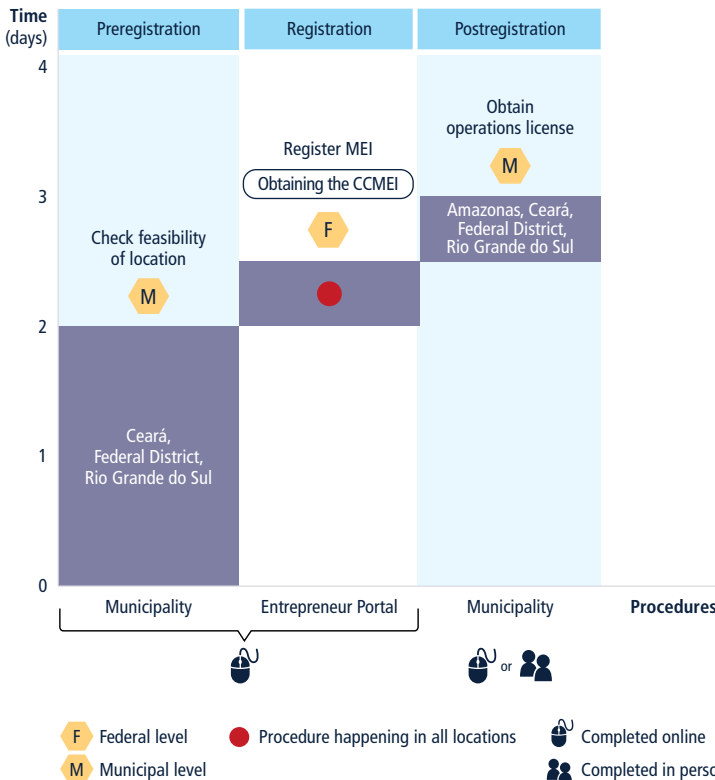 Time
(days)
Preregistration
Registration
Postregistration
4
3
2
1
0
Check feasibility
of location
M
Ceará,
Federal District,
Rio Grande do Sul
Register MEI
Obtaining the CCMEI
F
Obtain
operations license
M
Amazonas, Ceará,
Federal District,
Rio Grande do Sul
Municipality
Entrepreneur Portal
Municipality
Procedures
or
F Federal level
Procedure happening in all locations
Completed online
M Municipal level
Completed in perso